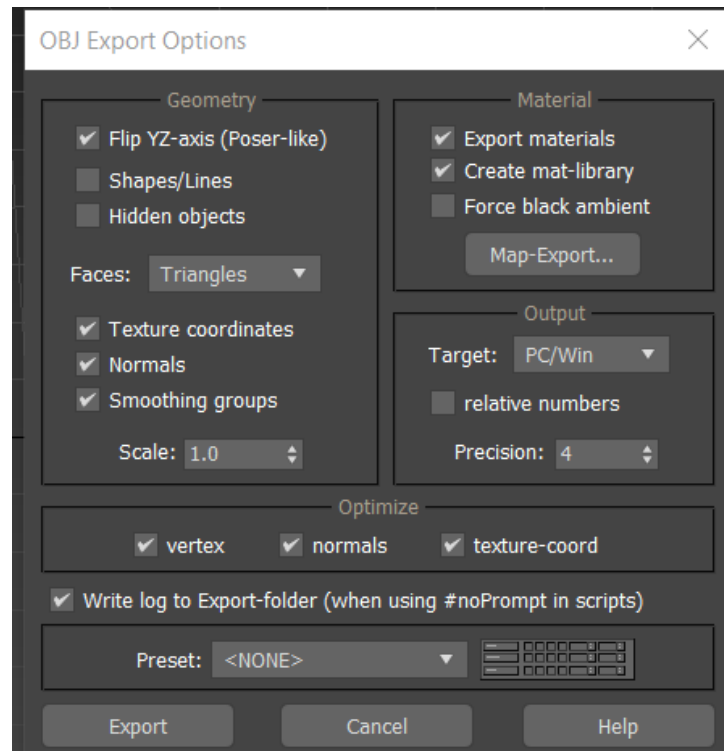 OBJ Export Options
Geometry
Flip YZ-axis (Poser-like)
Shapes/Lines
Hidden objects
Faces: Triangles
Texture coordinates
Normals
Smoothing groups
Scale: 1.0
Material
Export materials
Create mat-library
Force black ambient
Map-Export...
Output
Target: PC/Win
relative numbers
Precision: 4
Optimize
vertex normals texture-coord
Write log to Export-folder (when using #noPrompt in scripts)
Preset: <NONE>
Export Cancel Help